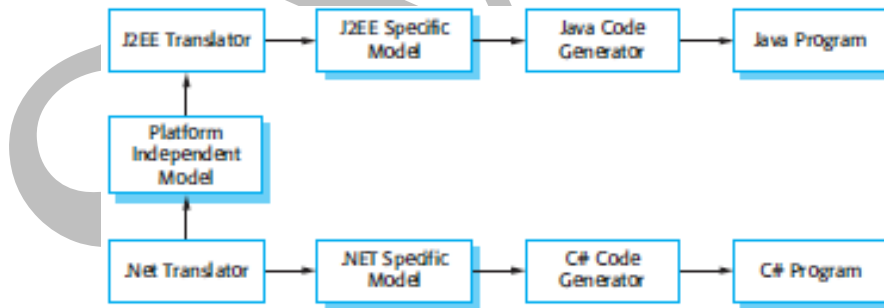 J2EE Translator
J2EE Specific
Model
Java Code
Generator
Java Program
Platform
Independent
Model
.Net Translator
.NET Specific
Model
C# Code
Generator
C# Program